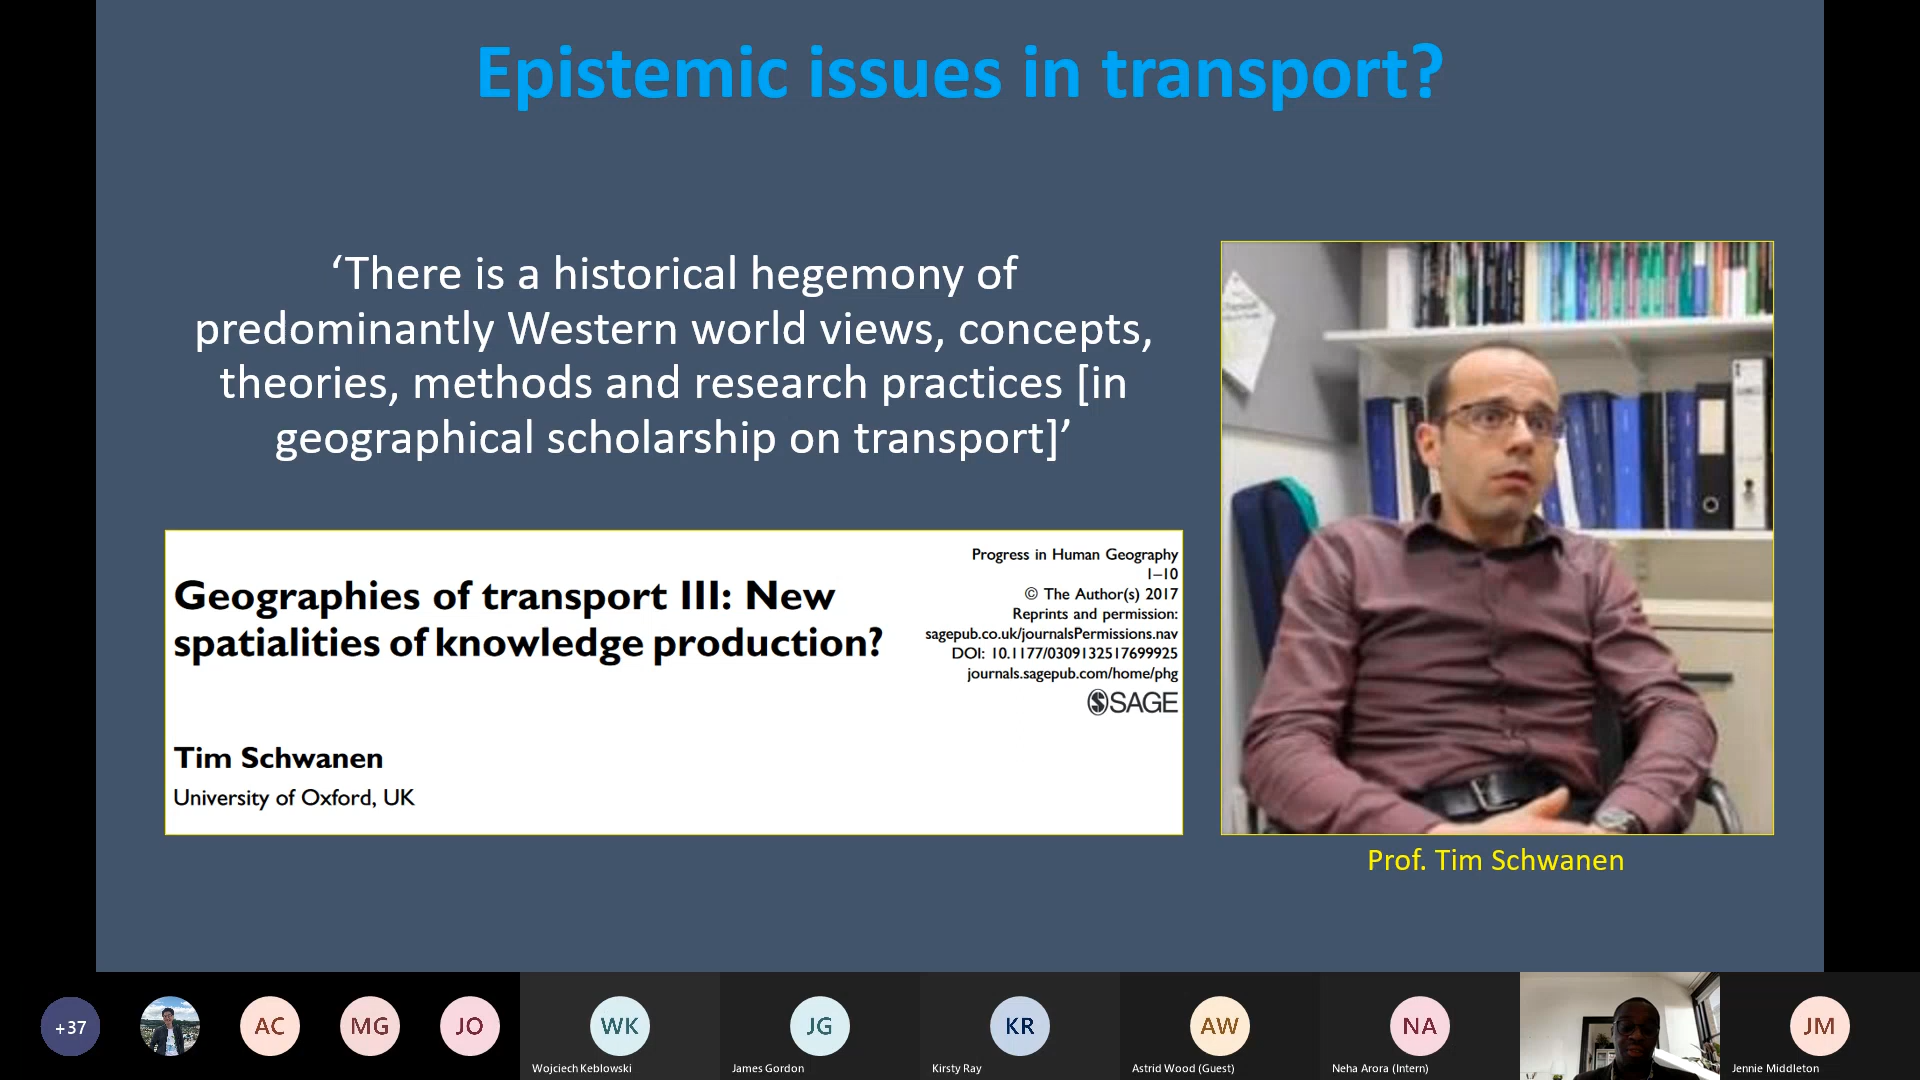 Epistemic issues in transport?
‘There is a historical hegemony of
predominantly Western world views, concepts,
theories, methods and research practices [in
geographical scholarship on transport]’
Geographies of transport III: New
spatialities of knowledge production?
Progress in Human Geography
1–10
© The Author(s) 2017
Reprints and permission:
sagepub.co.uk/journalsPermissions.nav
DOI: 10.1177/0309132517699925
journals.sagepub.com/home/phg
SAGE
Tim Schwanen
University of Oxford, UK
Prof. Tim Schwanen
+37
AC
MG
JO
WK
JG
KR
AW
NA
JM
Wojciech Keblowski
James Gordon
Kirsty Ray
Astrid Wood (Guest)
Neha Arora (Intern)
Jennie Middleton